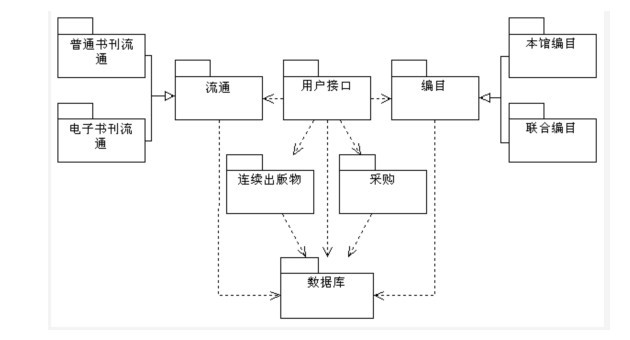 普通书刊流
通
本馆编目
流通
用户接口
编目
电子书刊流
通
联合编目
连续出版物
采购
数据库